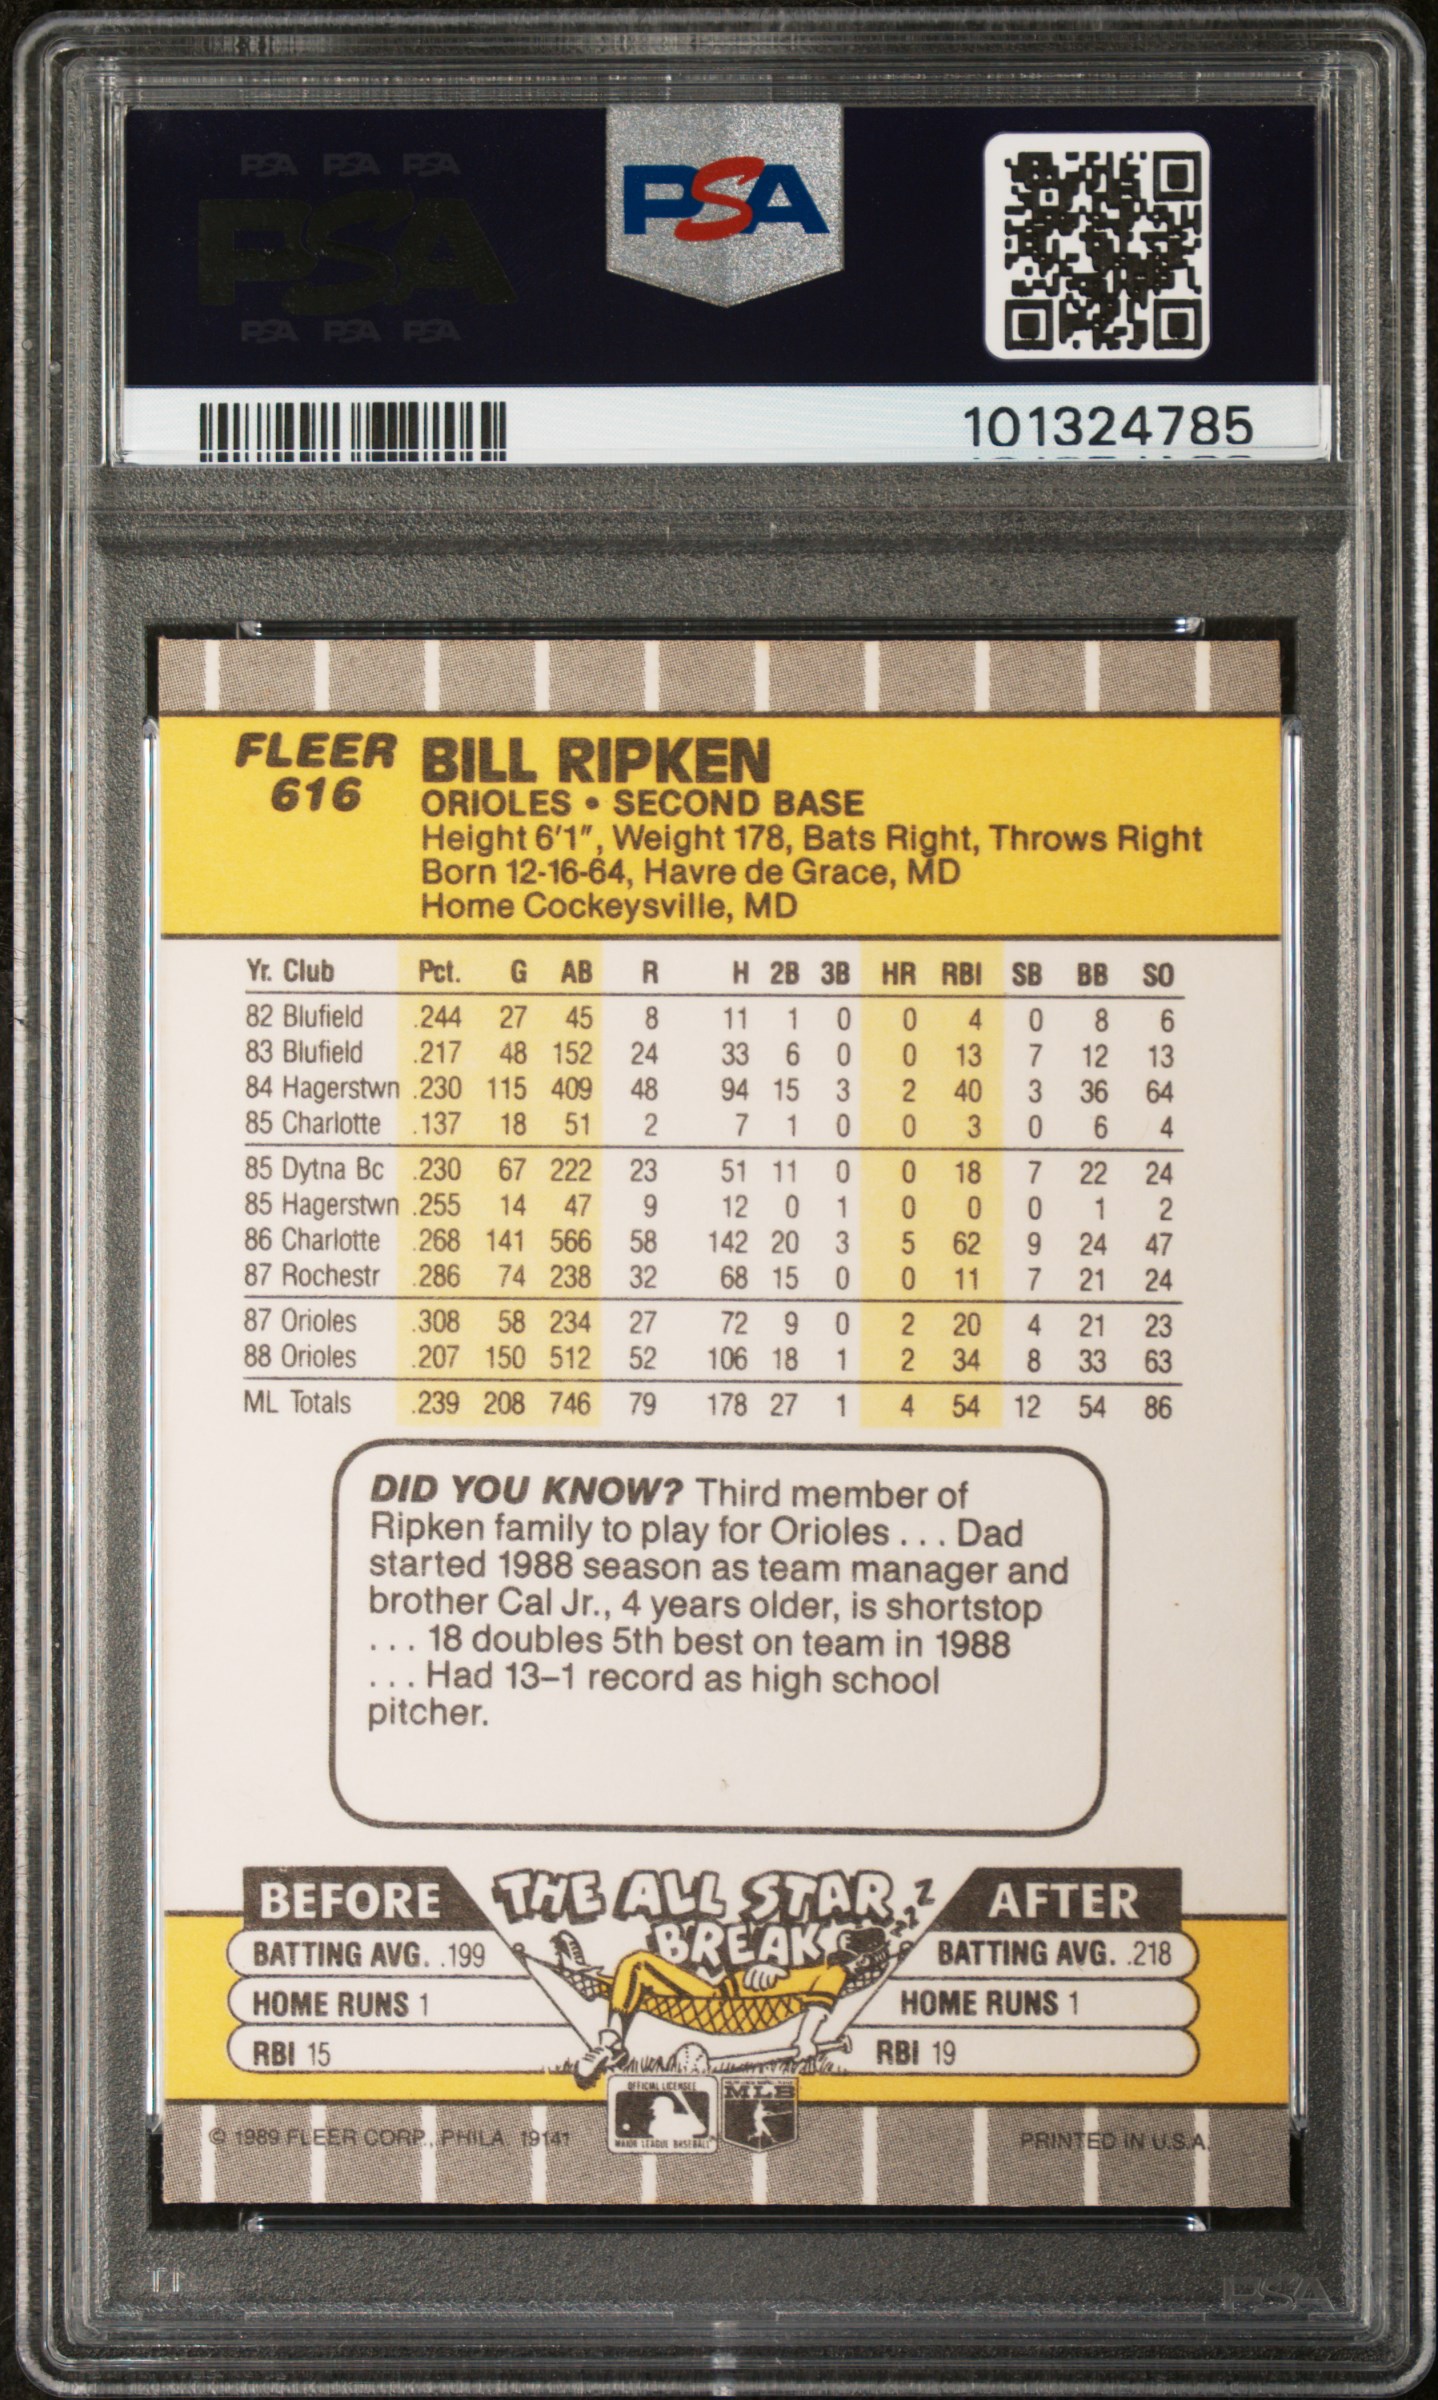 PSA PSA PSA
PSA
PSA PSA PSA
PSA
101324785
FLEER
616
BILL RIPKEN
ORIOLES • SECOND BASE
Height 6'1", Weight 178, Bats Right, Throws Right
Born 12-16-64, Havre de Grace, MD
Home Cockeysville, MD
Yr. Club Pct. G AB R H 2B 3B HR RBI SB BB SO
82 Blufield .244 27 45 8 11 1 0 0 4 0 8 6
83 Blufield .217 48 152 24 33 6 0 0 13 7 12 13
84 Hagerstwn .230 115 409 48 94 15 3 2 40 3 36 64
85 Charlotte .137 18 51 2 7 1 0 0 3 0 6 4
85 Dytna Bc .230 67 222 23 51 11 0 0 18 7 22 24
85 Hagerstwn .255 14 47 9 12 0 1 0 0 0 1 2
86 Charlotte .268 141 566 58 142 20 3 5 62 9 24 47
87 Rochestr .286 74 238 32 68 15 0 0 11 7 21 24
87 Orioles .308 58 234 27 72 9 0 2 20 4 21 23
88 Orioles .207 150 512 52 106 18 1 2 34 8 33 63
ML Totals .239 208 746 79 178 27 1 4 54 12 54 86
DID YOU KNOW? Third member of
Ripken family to play for Orioles . . . Dad
started 1988 season as team manager and
brother Cal Jr., 4 years older, is shortstop
. . . 18 doubles 5th best on team in 1988
. . . Had 13–1 record as high school
pitcher.
BEFORE THE ALL STAR BREAK ZZZZ AFTER
BATTING AVG. .199 BATTING AVG. .218
HOME RUNS 1 HOME RUNS 1
RBI 15 RBI 19
OFFICIAL LICENSEE
MAJOR LEAGUE BASEBALL
MLB
© 1989 FLEER CORP., PHILA. 19141 PRINTED IN U.S.A.
PSA